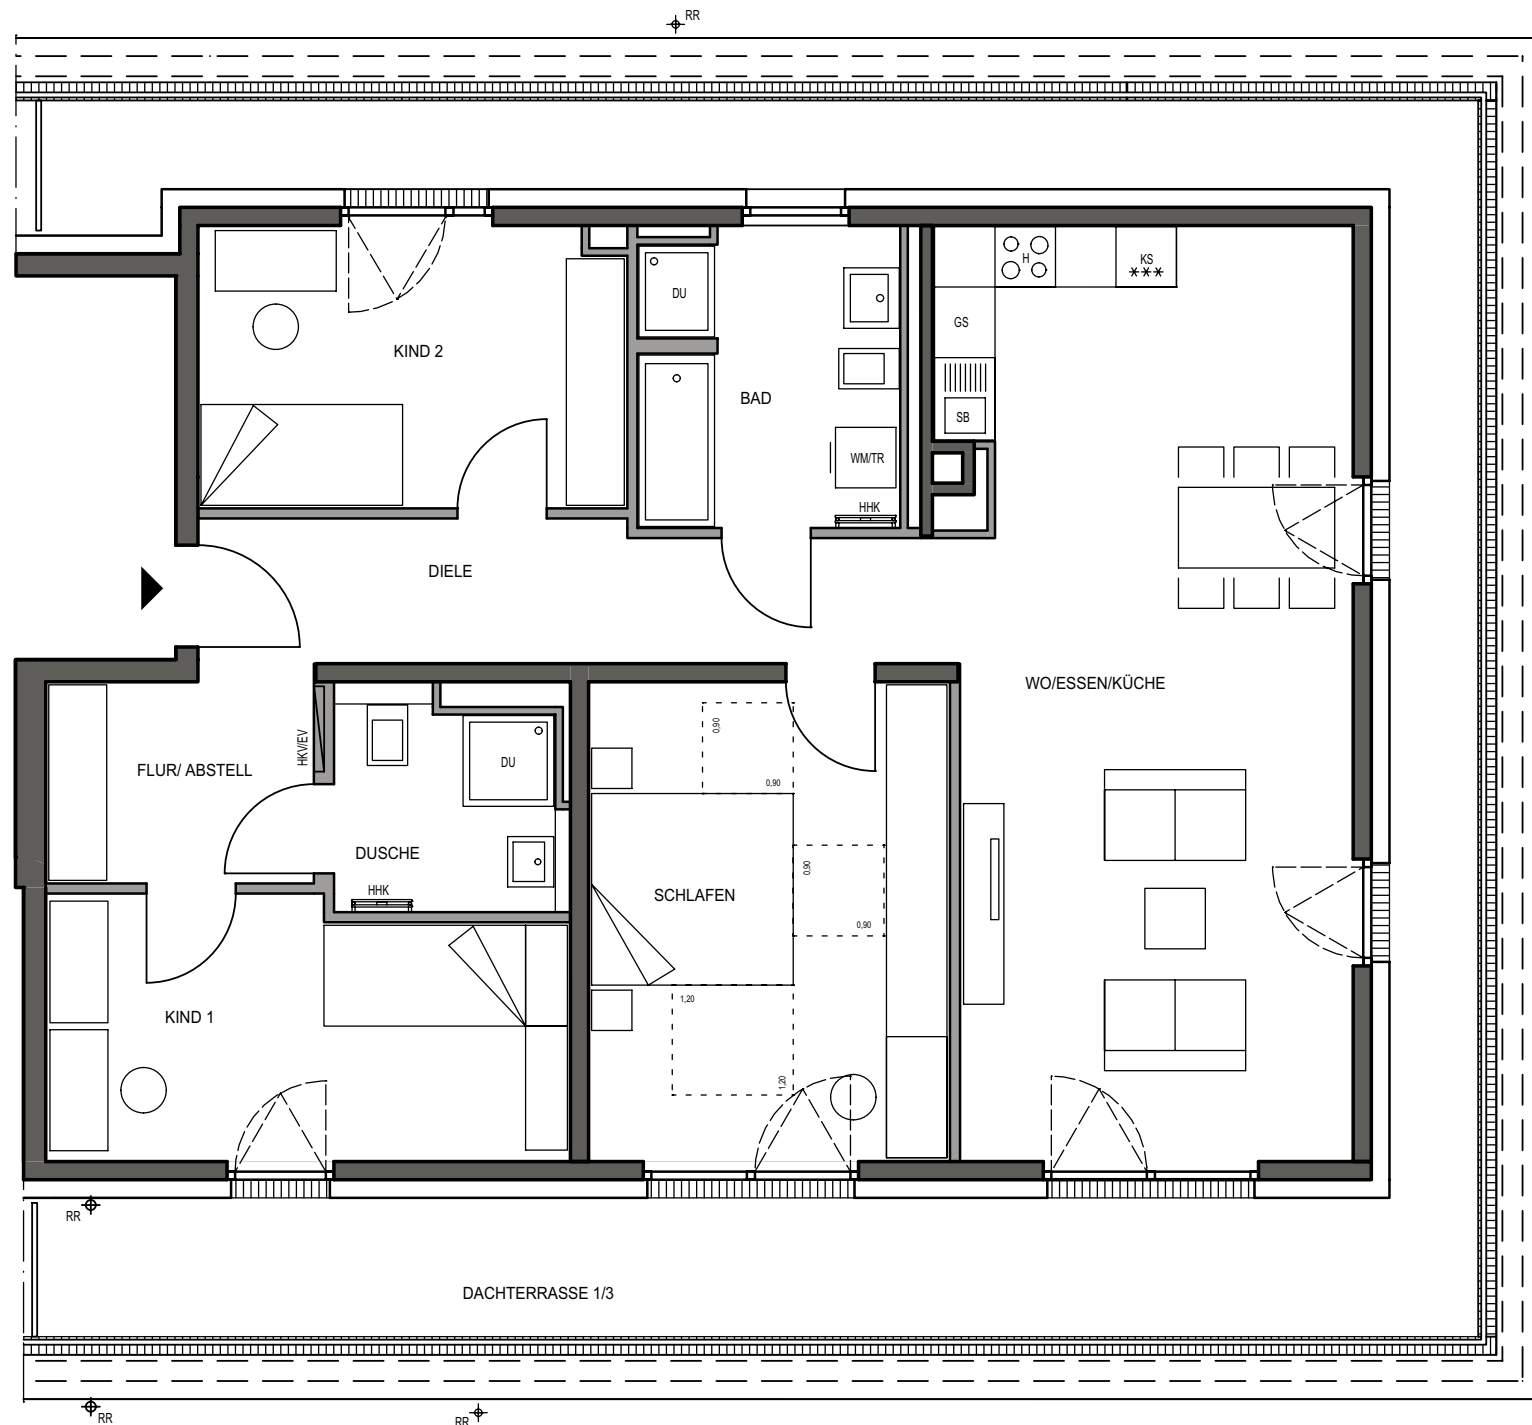 RR
KIND 2
DU
BAD
WM/TR
HHK
H
KS
***
GS
SB
DIELE
WO/ESSEN/KÜCHE
FLUR/ ABSTELL
HKV/EV
DU
DUSCHE
HHK
0,90
0,90
0,90
0,90
SCHLAFEN
1,20
1,20
KIND 1
RR
DACHTERRASSE 1/3
RR
RR